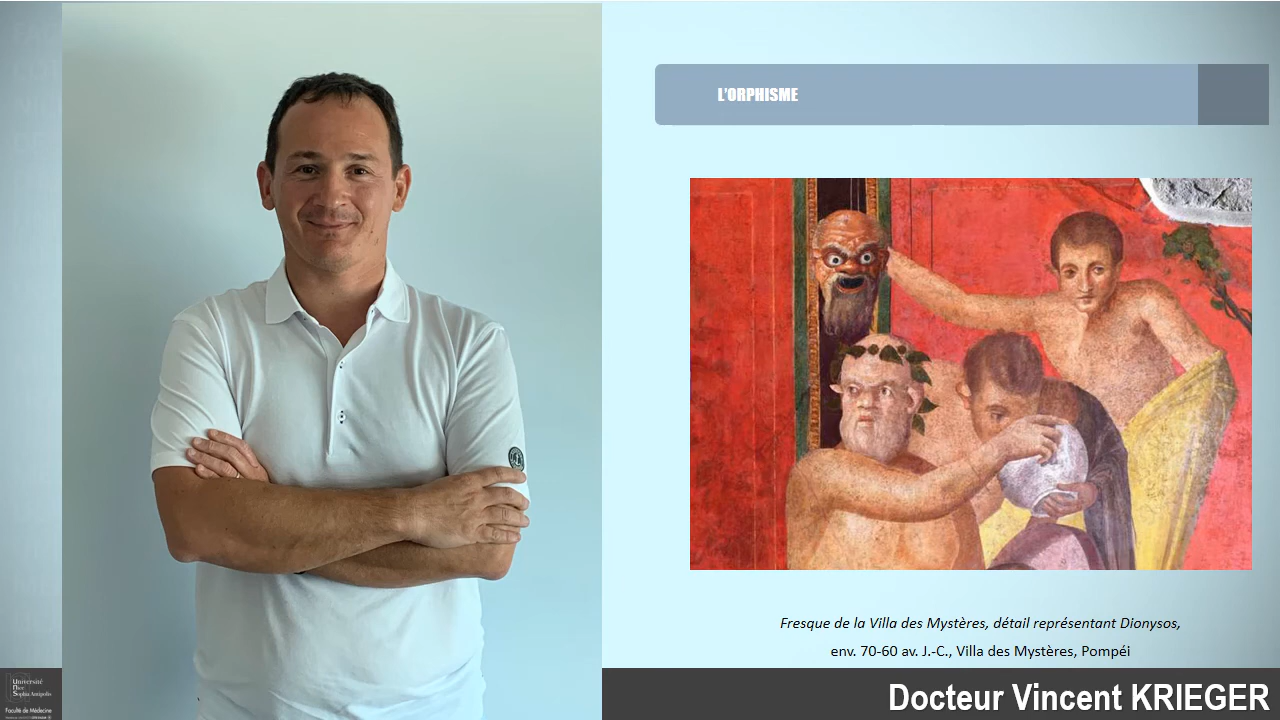 L'ORPHISME
Fresque de la Villa des Mystères, détail représentant Dionysos,
env. 70-60 av. J.-C., Villa des Mystères, Pompéi
Docteur Vincent KRIEGER
Université
Nice
Sophia Antipolis
Faculté de Médecine